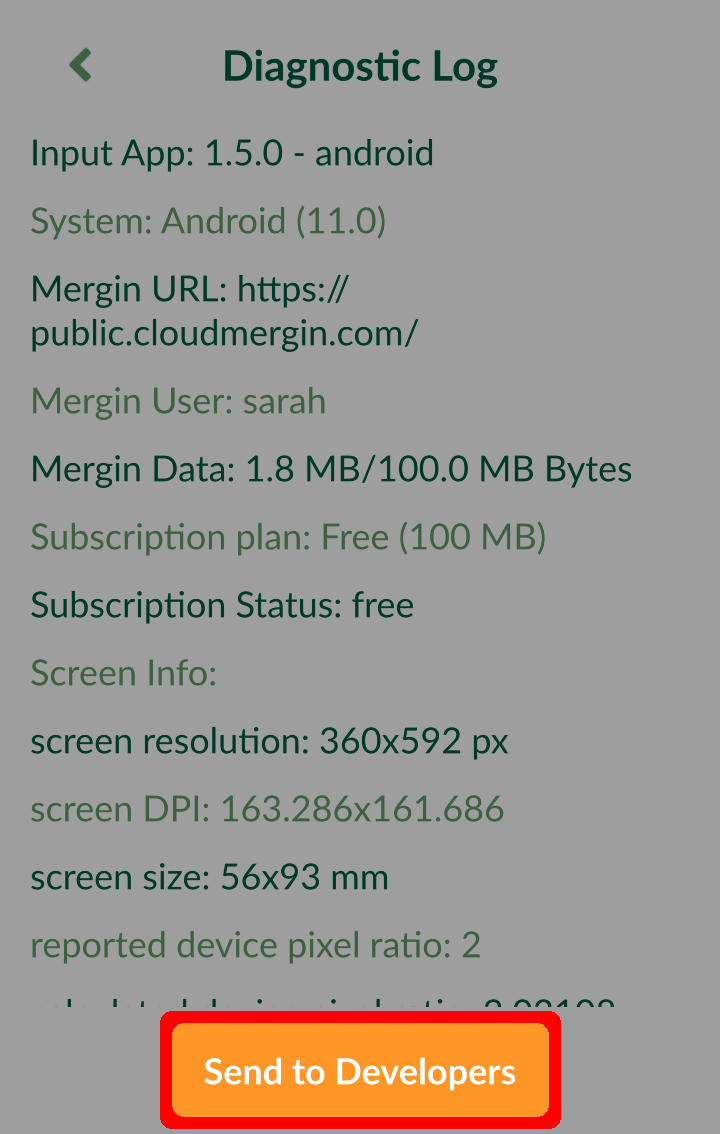 Diagnostic Log
Input App: 1.5.0 - android
System: Android (11.0)
Mergin URL: https://
public.cloudmergin.com/
Mergin User: sarah
Mergin Data: 1.8 MB/100.0 MB Bytes
Subscription plan: Free (100 MB)
Subscription Status: free
Screen Info:
screen resolution: 360x592 px
screen DPI: 163.286x161.686
screen size: 56x93 mm
reported device pixel ratio: 2
device pixel ratio:
Send to Developers